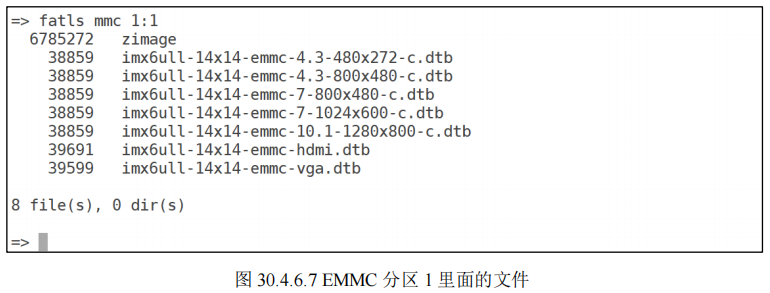 => fatls mmc 1:1
6785272 zimage
38859 imx6ull-14x14-emmc-4.3-480x272-c.dtb
38859 imx6ull-14x14-emmc-4.3-800x480-c.dtb
38859 imx6ull-14x14-emmc-7-800x480-c.dtb
38859 imx6ull-14x14-emmc-7-1024x600-c.dtb
38859 imx6ull-14x14-emmc-10.1-1280x800-c.dtb
39691 imx6ull-14x14-emmc-hdmi.dtb
39599 imx6ull-14x14-emmc-vga.dtb
8 file(s), 0 dir(s)
=>
图 30.4.6.7 EMMC 分区 1 里面的文件